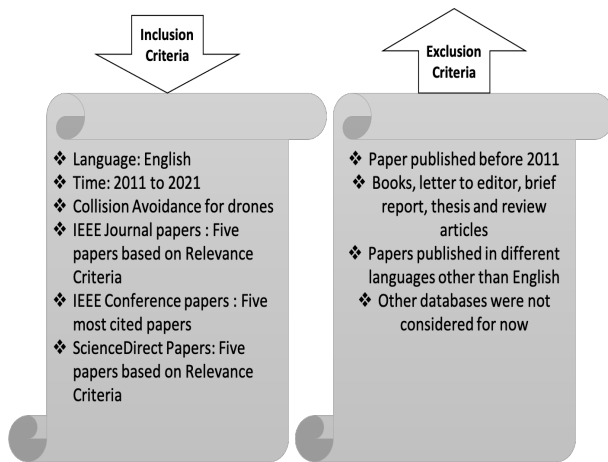 Inclusion
Criteria
❖ Language: English
❖ Time: 2011 to 2021
❖ Collision Avoidance for drones
❖ IEEE Journal papers : Five
papers based on Relevance
Criteria
❖ IEEE Conference papers : Five
most cited papers
❖ ScienceDirect Papers: Five
papers based on Relevance
Criteria
Exclusion
Criteria
❖ Paper published before 2011
❖ Books, letter to editor, brief
report, thesis and review
articles
❖ Papers published in different
languages other than English
❖ Other databases were not
considered for now